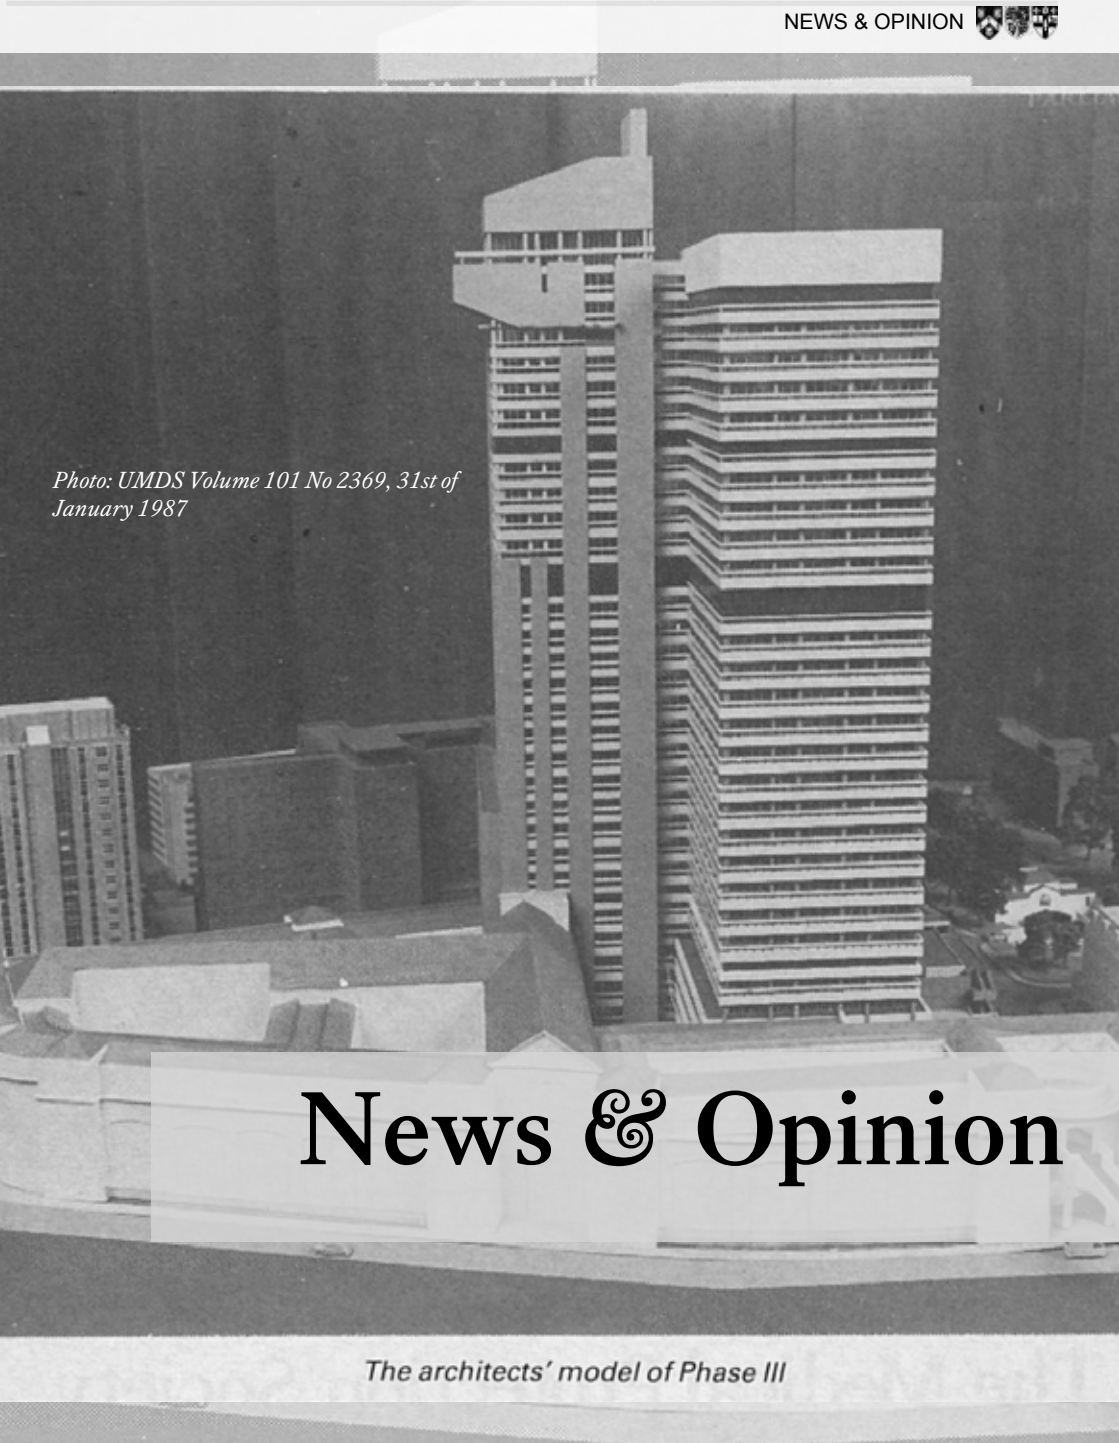 NEWS & OPINION
Photo: UMDS Volume 101 No 2369, 31st of
January 1987
News & Opinion
The architects' model of Phase III